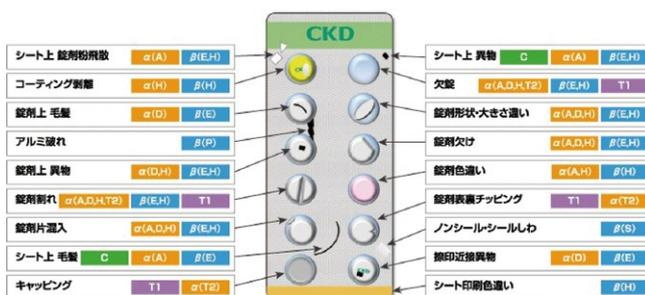 CKD
シート上 錠剤粉飛散 α(A) β(E,H)
コーティング剥離 α(H) β(H)
錠剤上 毛髪 α(D) β(E)
アルミ破れ β(P)
錠剤上 異物 α(D,H) β(E,H)
錠剤割れ α(A,D,H,T2) β(E,H) T1
錠剤片混入 α(A,D,H) β(E,H)
シート上 毛髪 C α(A) β(E)
キャッピング T1 α(T2)
シート上 異物 C α(A) β(E,H)
欠錠 α(A,D,H,T2) β(E,H) T1
錠剤形状・大きさ違い α(A,D,H) β(E,H)
錠剤欠け α(A,D,H) β(E,H)
錠剤色違い α(A,H) β(H)
錠剤表裏チッピング T1 α(T2)
ノンシール・シールしわ β(S)
捺印近接異物 α(D) β(E)
シート印刷色違い β(H)